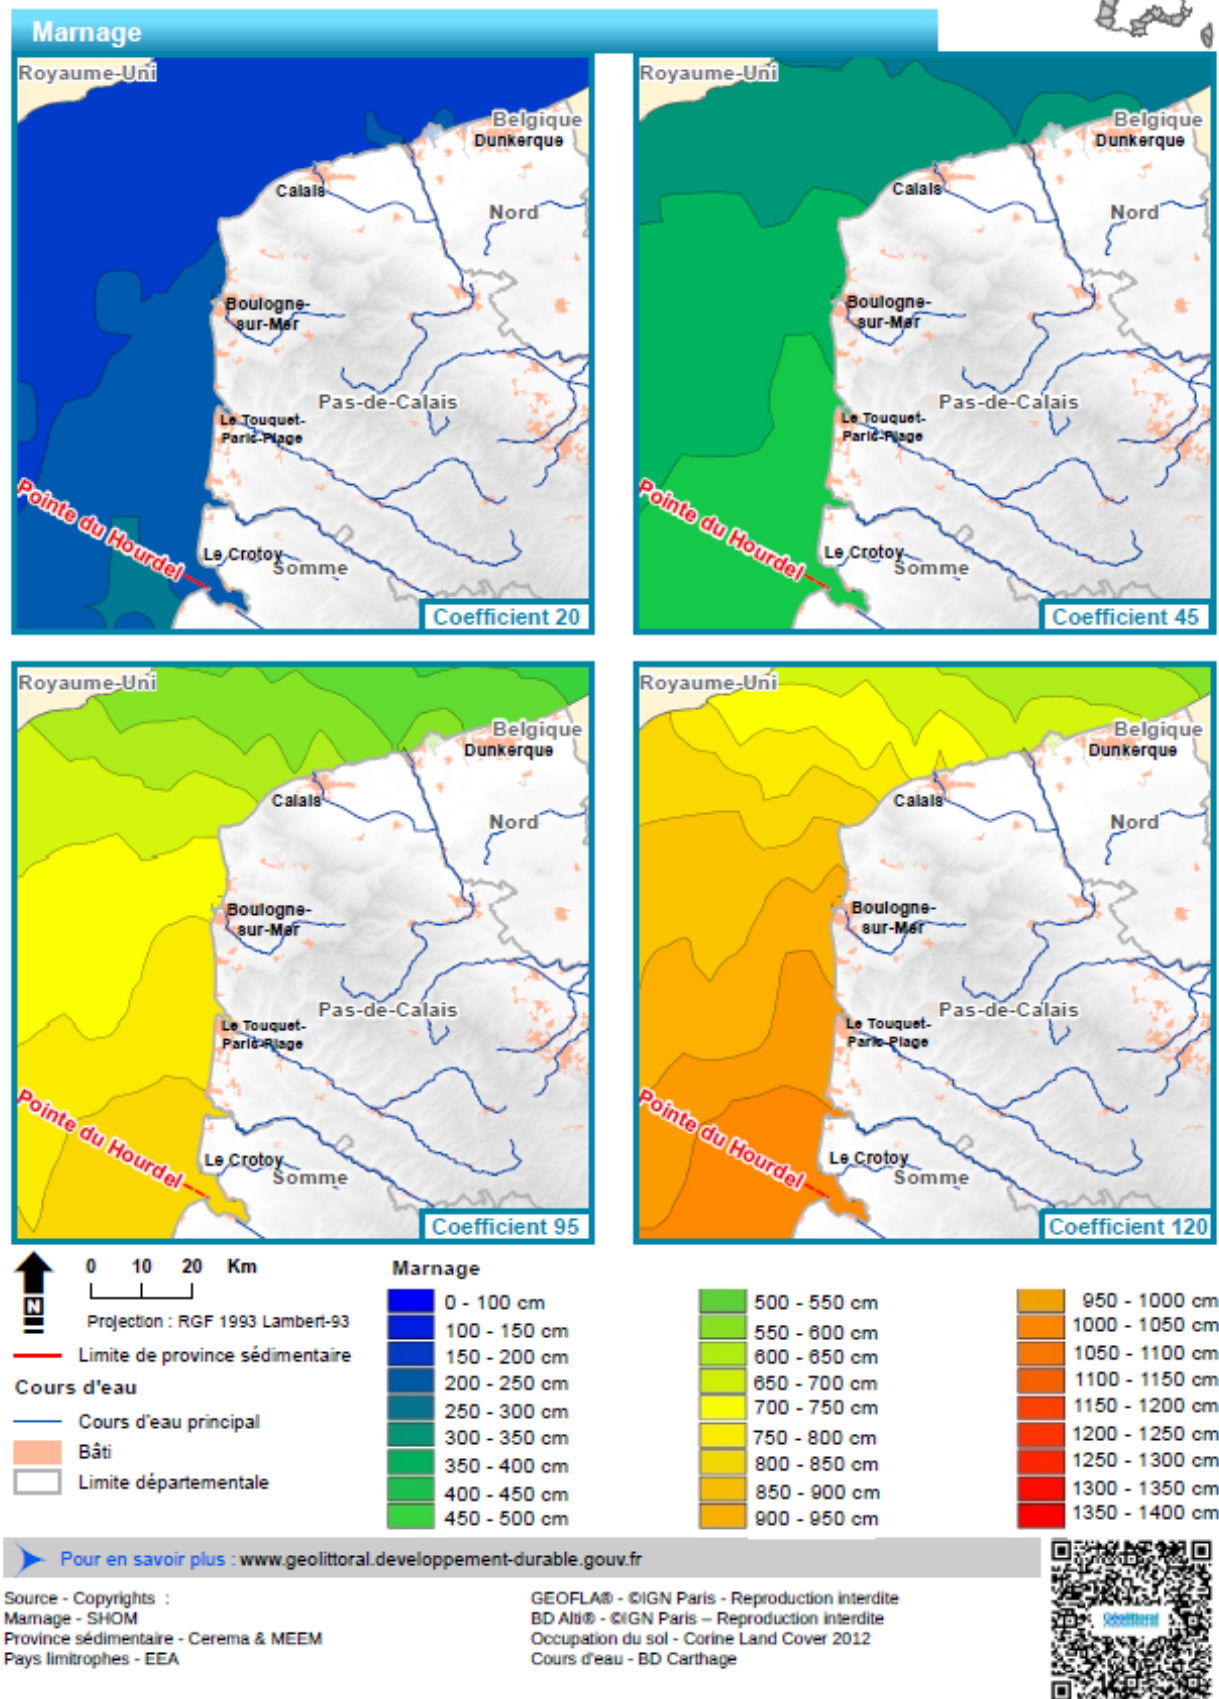 Marnage
Royaume-Uni
Belgique
Dunkerque
Calais
Nord
Boulogne-
sur-Mer
Pas-de-Calais
Le Touquet-
Paris-Plage
Pointe du Hourdel
Le Crotoy
Somme
Coefficient 20
Royaume-Uni
Belgique
Dunkerque
Calais
Nord
Boulogne-
sur-Mer
Pas-de-Calais
Le Touquet-
Paris-Plage
Pointe du Hourdel
Le Crotoy
Somme
Coefficient 45
Royaume-Uni
Belgique
Dunkerque
Calais
Nord
Boulogne-
sur-Mer
Pas-de-Calais
Le Touquet-
Paris-Plage
Pointe du Hourdel
Le Crotoy
Somme
Coefficient 95
Royaume-Uni
Belgique
Dunkerque
Calais
Nord
Boulogne-
sur-Mer
Pas-de-Calais
Le Touquet-
Paris-Plage
Pointe du Hourdel
Le Crotoy
Somme
Coefficient 120
N
0 10 20 Km
Projection : RGF 1993 Lambert-93
Limite de province sédimentaire
Cours d'eau
Cours d'eau principal
Bâti
Limite départementale
Marnage
0 - 100 cm
100 - 150 cm
150 - 200 cm
200 - 250 cm
250 - 300 cm
300 - 350 cm
350 - 400 cm
400 - 450 cm
450 - 500 cm
500 - 550 cm
550 - 600 cm
600 - 650 cm
650 - 700 cm
700 - 750 cm
750 - 800 cm
800 - 850 cm
850 - 900 cm
900 - 950 cm
950 - 1000 cm
1000 - 1050 cm
1050 - 1100 cm
1100 - 1150 cm
1150 - 1200 cm
1200 - 1250 cm
1250 - 1300 cm
1300 - 1350 cm
1350 - 1400 cm
Pour en savoir plus : www.geolittoral.developpement-durable.gouv.fr
Source - Copyrights :
Marnage - SHOM
Province sédimentaire - Cerema & MEEM
Pays limitrophes - EEA
GEOFLA® - ©IGN Paris - Reproduction interdite
BD Alti® - ©IGN Paris – Reproduction interdite
Occupation du sol - Corine Land Cover 2012
Cours d'eau - BD Carthage
Géolittoral